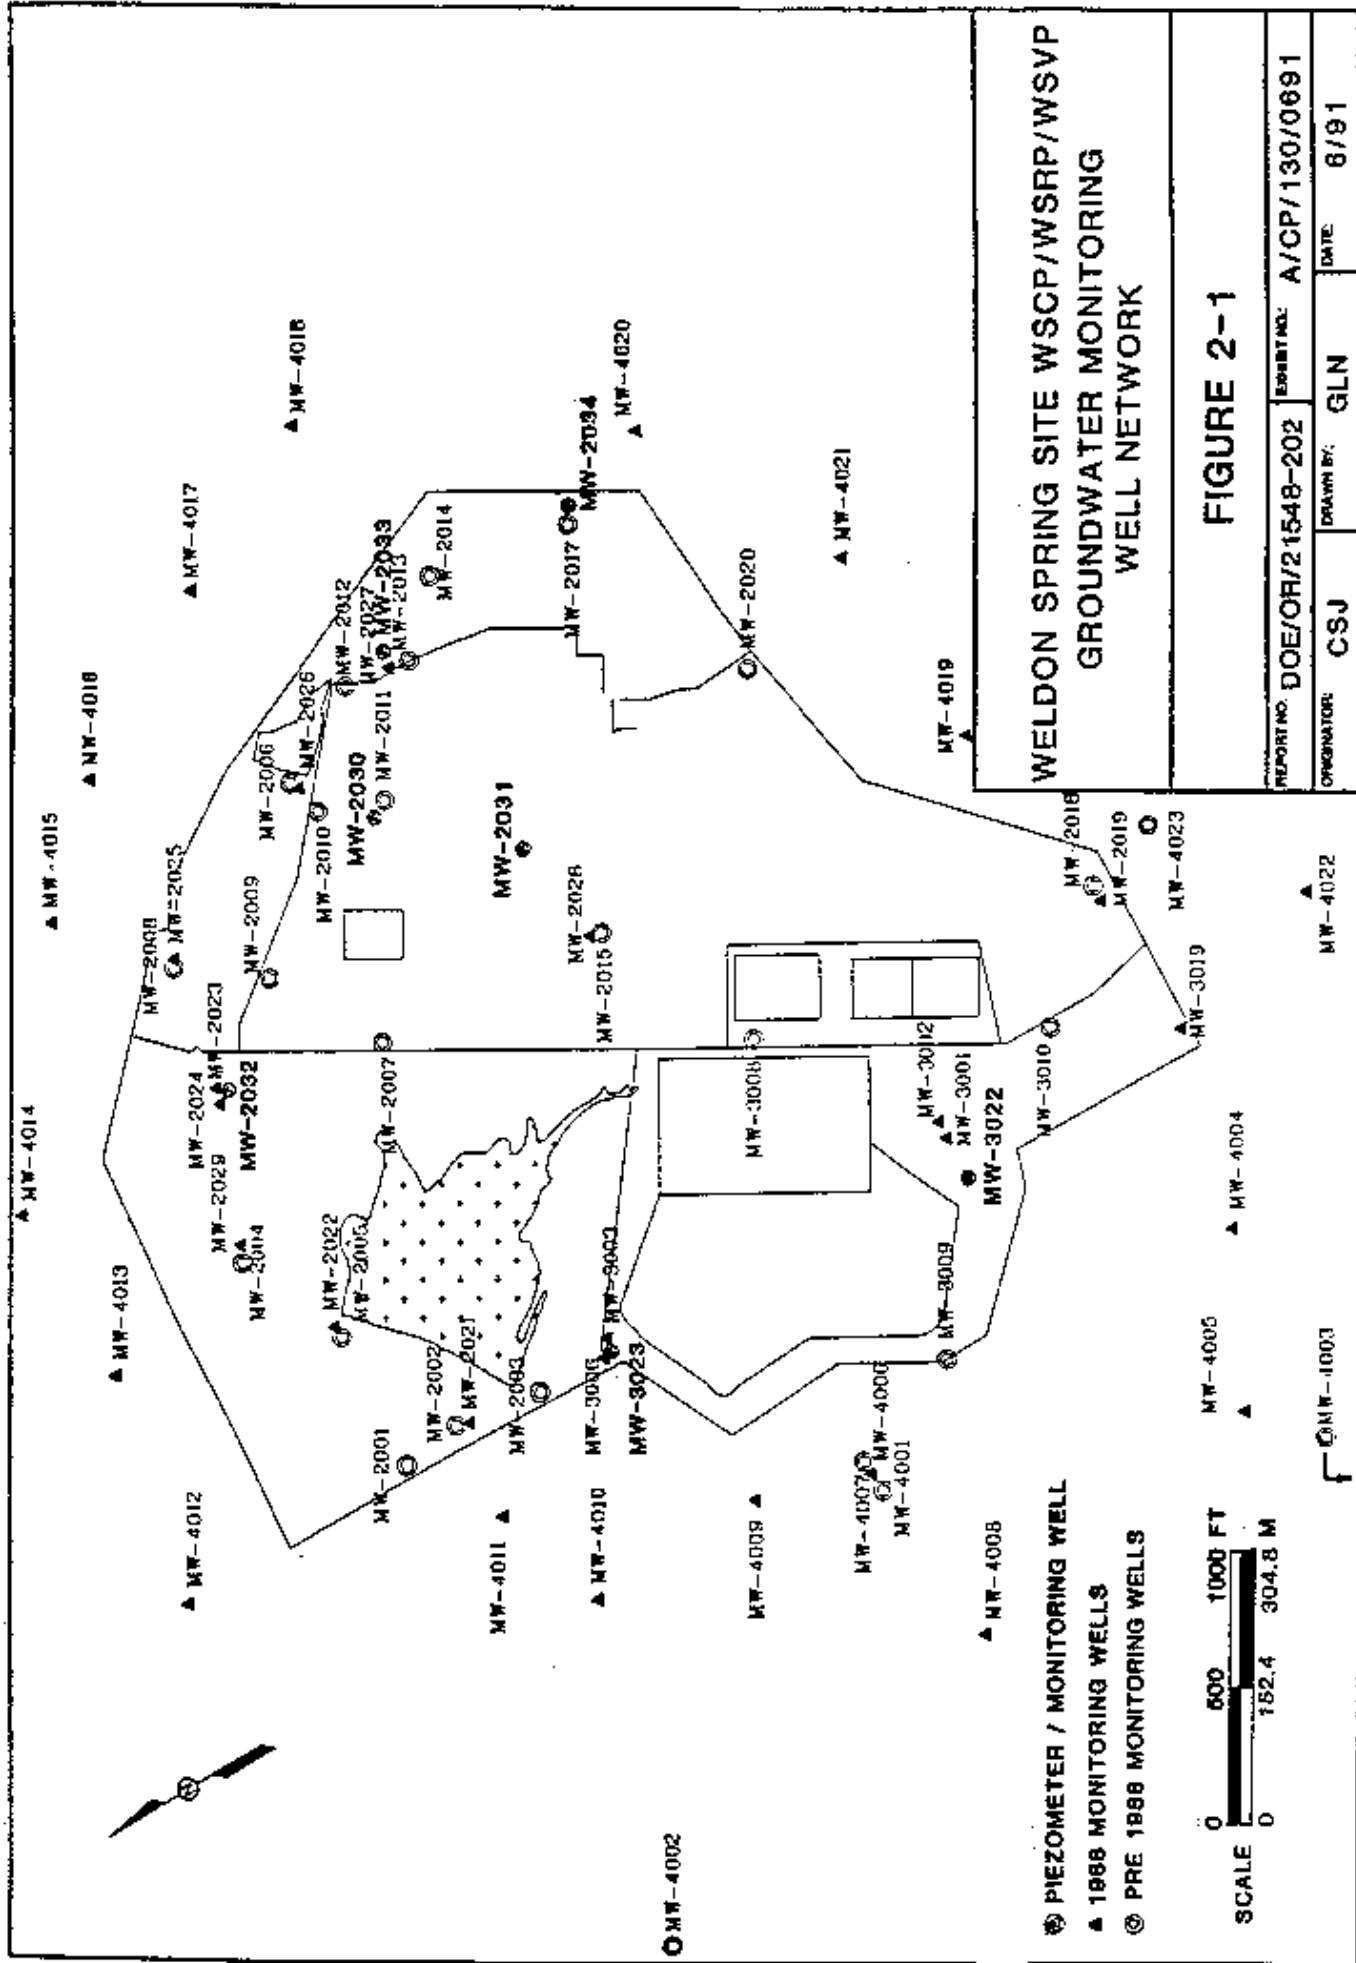 MW-4014
MW-4015
MW-4016
MW-4017
MW-4018
MW-4013
MW-4012
MW-2008
MW-2025
MW-2023
MW-2024
MW-2032
MW-2009
MW-2029
MW-2004
MW-2006
MW-2026
MW-2010
MW-2012
MW-2027
MW-2033
MW-2013
MW-2014
MW-2030
MW-2011
MW-2007
MW-2022
MW-2005
MW-2001
MW-2002
MW-2021
MW-2003
MW-2031
MW-2028
MW-2015
MW-2017
MW-2034
MW-4020
MW-4011
MW-4010
MW-3006
MW-3003
MW-3023
MW-4002
MW-4009
MW-3008
MW-2020
MW-4021
MW-4007
MW-4006
MW-4001
MW-3009
MW-3002
MW-3001
MW-3022
MW-4019
MW-4008
MW-3010
MW-2018
MW-2019
MW-4023
MW-3019
MW-4004
MW-4005
MW-4022
MW-4003
PIEZOMETER / MONITORING WELL
1988 MONITORING WELLS
PRE 1988 MONITORING WELLS
0 500 1000 FT
SCALE
0 152.4 304.8 M
WELDON SPRING SITE WSCP/WSRP/WSVP
GROUNDWATER MONITORING
WELL NETWORK
FIGURE 2-1
REPORT NO. DOE/OR/21548-202 EXHIBIT NO.: A/CP/130/0691
ORIGINATOR: CSJ DRAWN BY: GLN DATE: 6/91